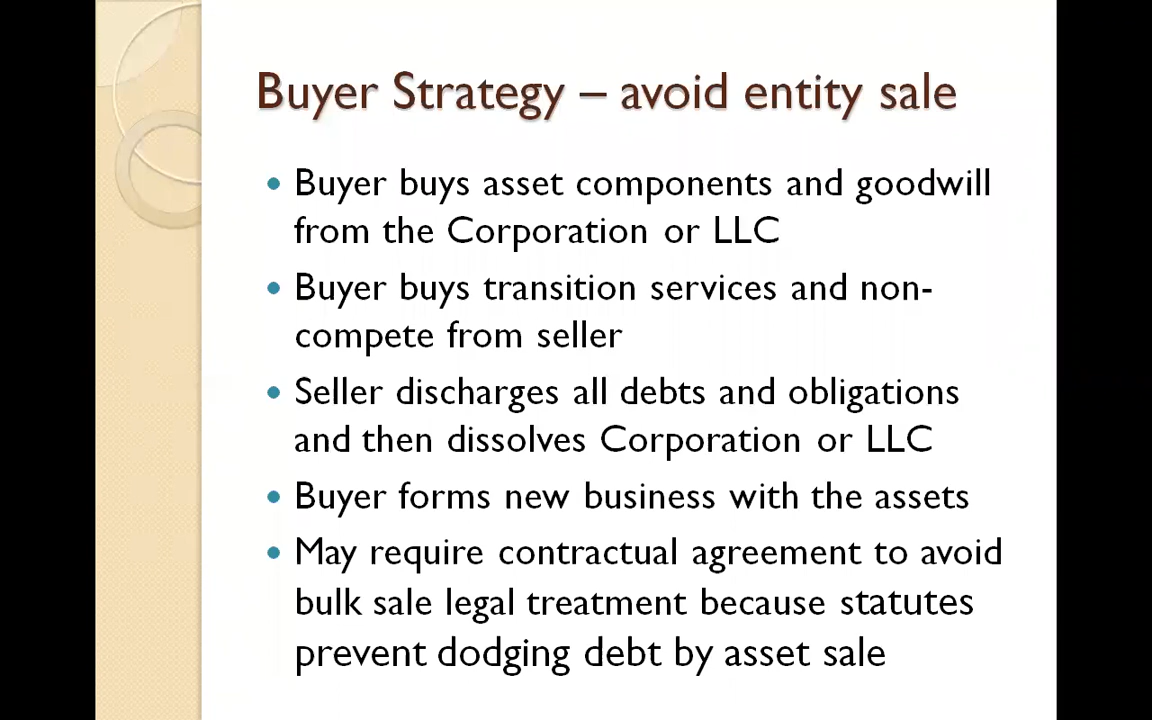 Buyer Strategy – avoid entity sale
• Buyer buys asset components and goodwill
from the Corporation or LLC
• Buyer buys transition services and non-
compete from seller
• Seller discharges all debts and obligations
and then dissolves Corporation or LLC
• Buyer forms new business with the assets
• May require contractual agreement to avoid
bulk sale legal treatment because statutes
prevent dodging debt by asset sale